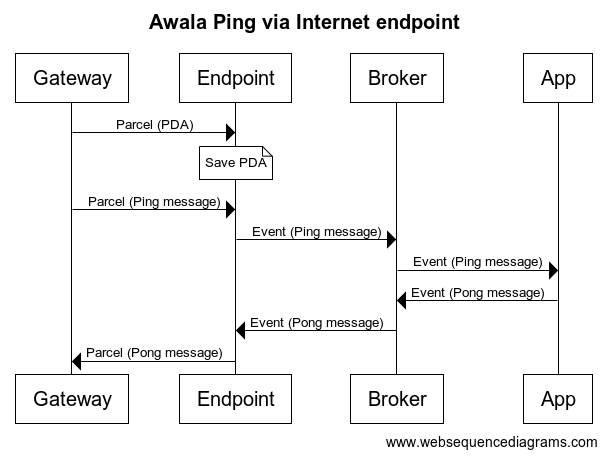 Awala Ping via Internet endpoint
Gateway Endpoint Broker App
Parcel (PDA)
Save PDA
Parcel (Ping message)
Event (Ping message)
Event (Ping message)
Event (Pong message)
Event (Pong message)
Parcel (Pong message)
Gateway Endpoint Broker App
www.websequencediagrams.com